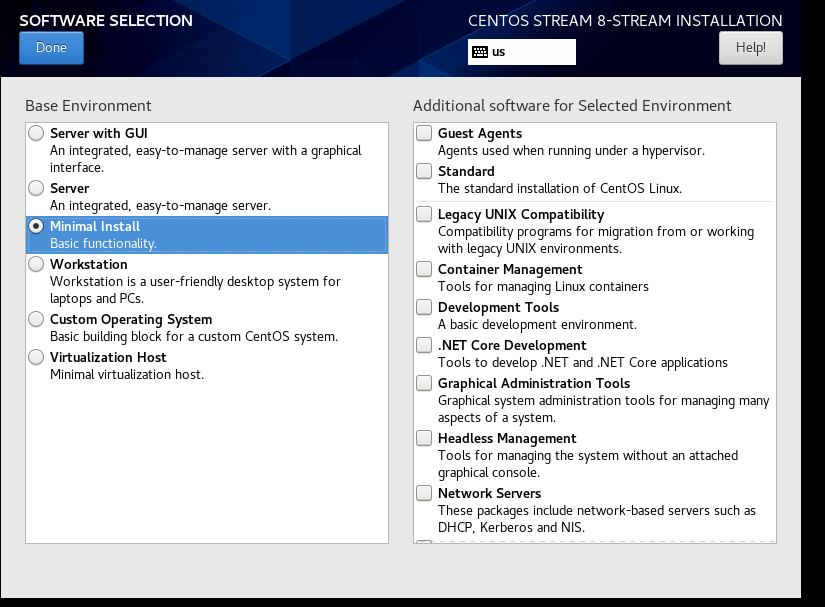 SOFTWARE SELECTION
CENTOS STREAM 8-STREAM INSTALLATION
Done
us
Help!
Base Environment
Server with GUI
An integrated, easy-to-manage server with a graphical
interface.
Server
An integrated, easy-to-manage server.
Minimal Install
Basic functionality.
Workstation
Workstation is a user-friendly desktop system for
laptops and PCs.
Custom Operating System
Basic building block for a custom CentOS system.
Virtualization Host
Minimal virtualization host.
Additional software for Selected Environment
Guest Agents
Agents used when running under a hypervisor.
Standard
The standard installation of CentOS Linux.
Legacy UNIX Compatibility
Compatibility programs for migration from or working
with legacy UNIX environments.
Container Management
Tools for managing Linux containers
Development Tools
A basic development environment.
.NET Core Development
Tools to develop .NET and .NET Core applications
Graphical Administration Tools
Graphical system administration tools for managing many
aspects of a system.
Headless Management
Tools for managing the system without an attached
graphical console.
Network Servers
These packages include network-based servers such as
DHCP, Kerberos and NIS.